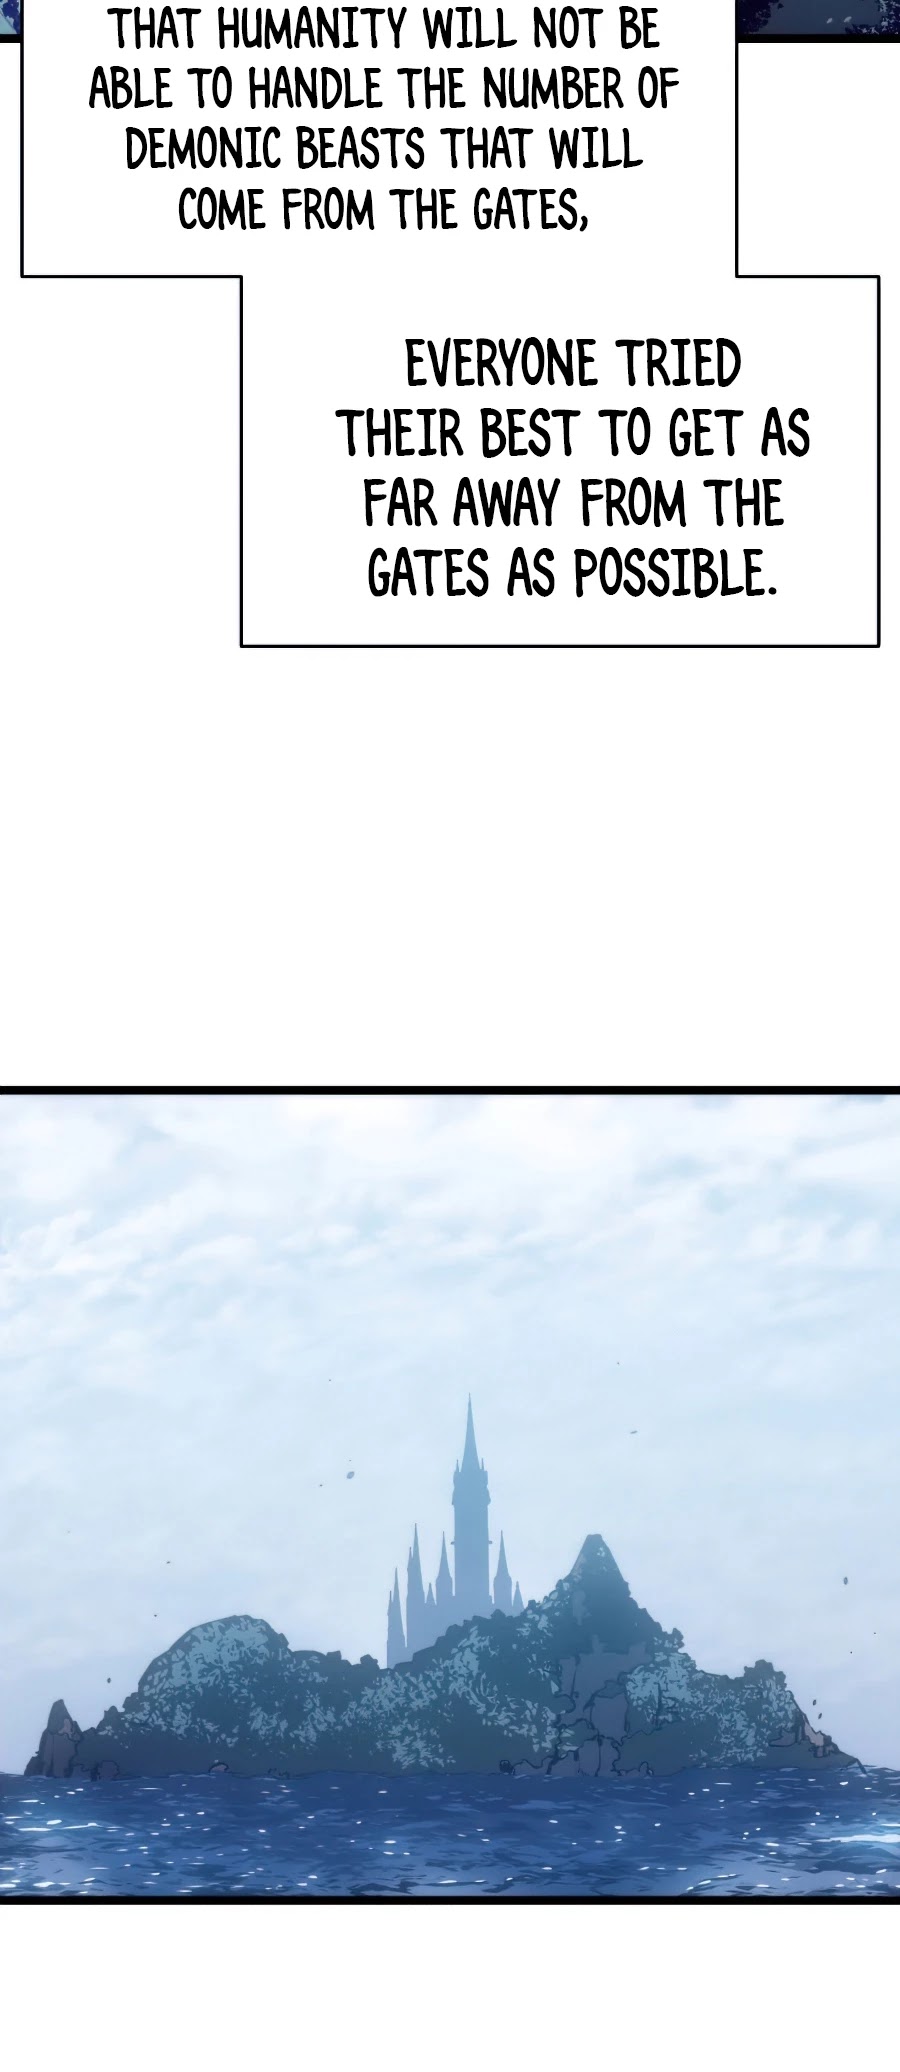 THAT HUMANITY WILL NOT BE
ABLE TO HANDLE THE NUMBER OF
DEMONIC BEASTS THAT WILL
COME FROM THE GATES,
EVERYONE TRIED
THEIR BEST TO GET AS
FAR AWAY FROM THE
GATES AS POSSIBLE.